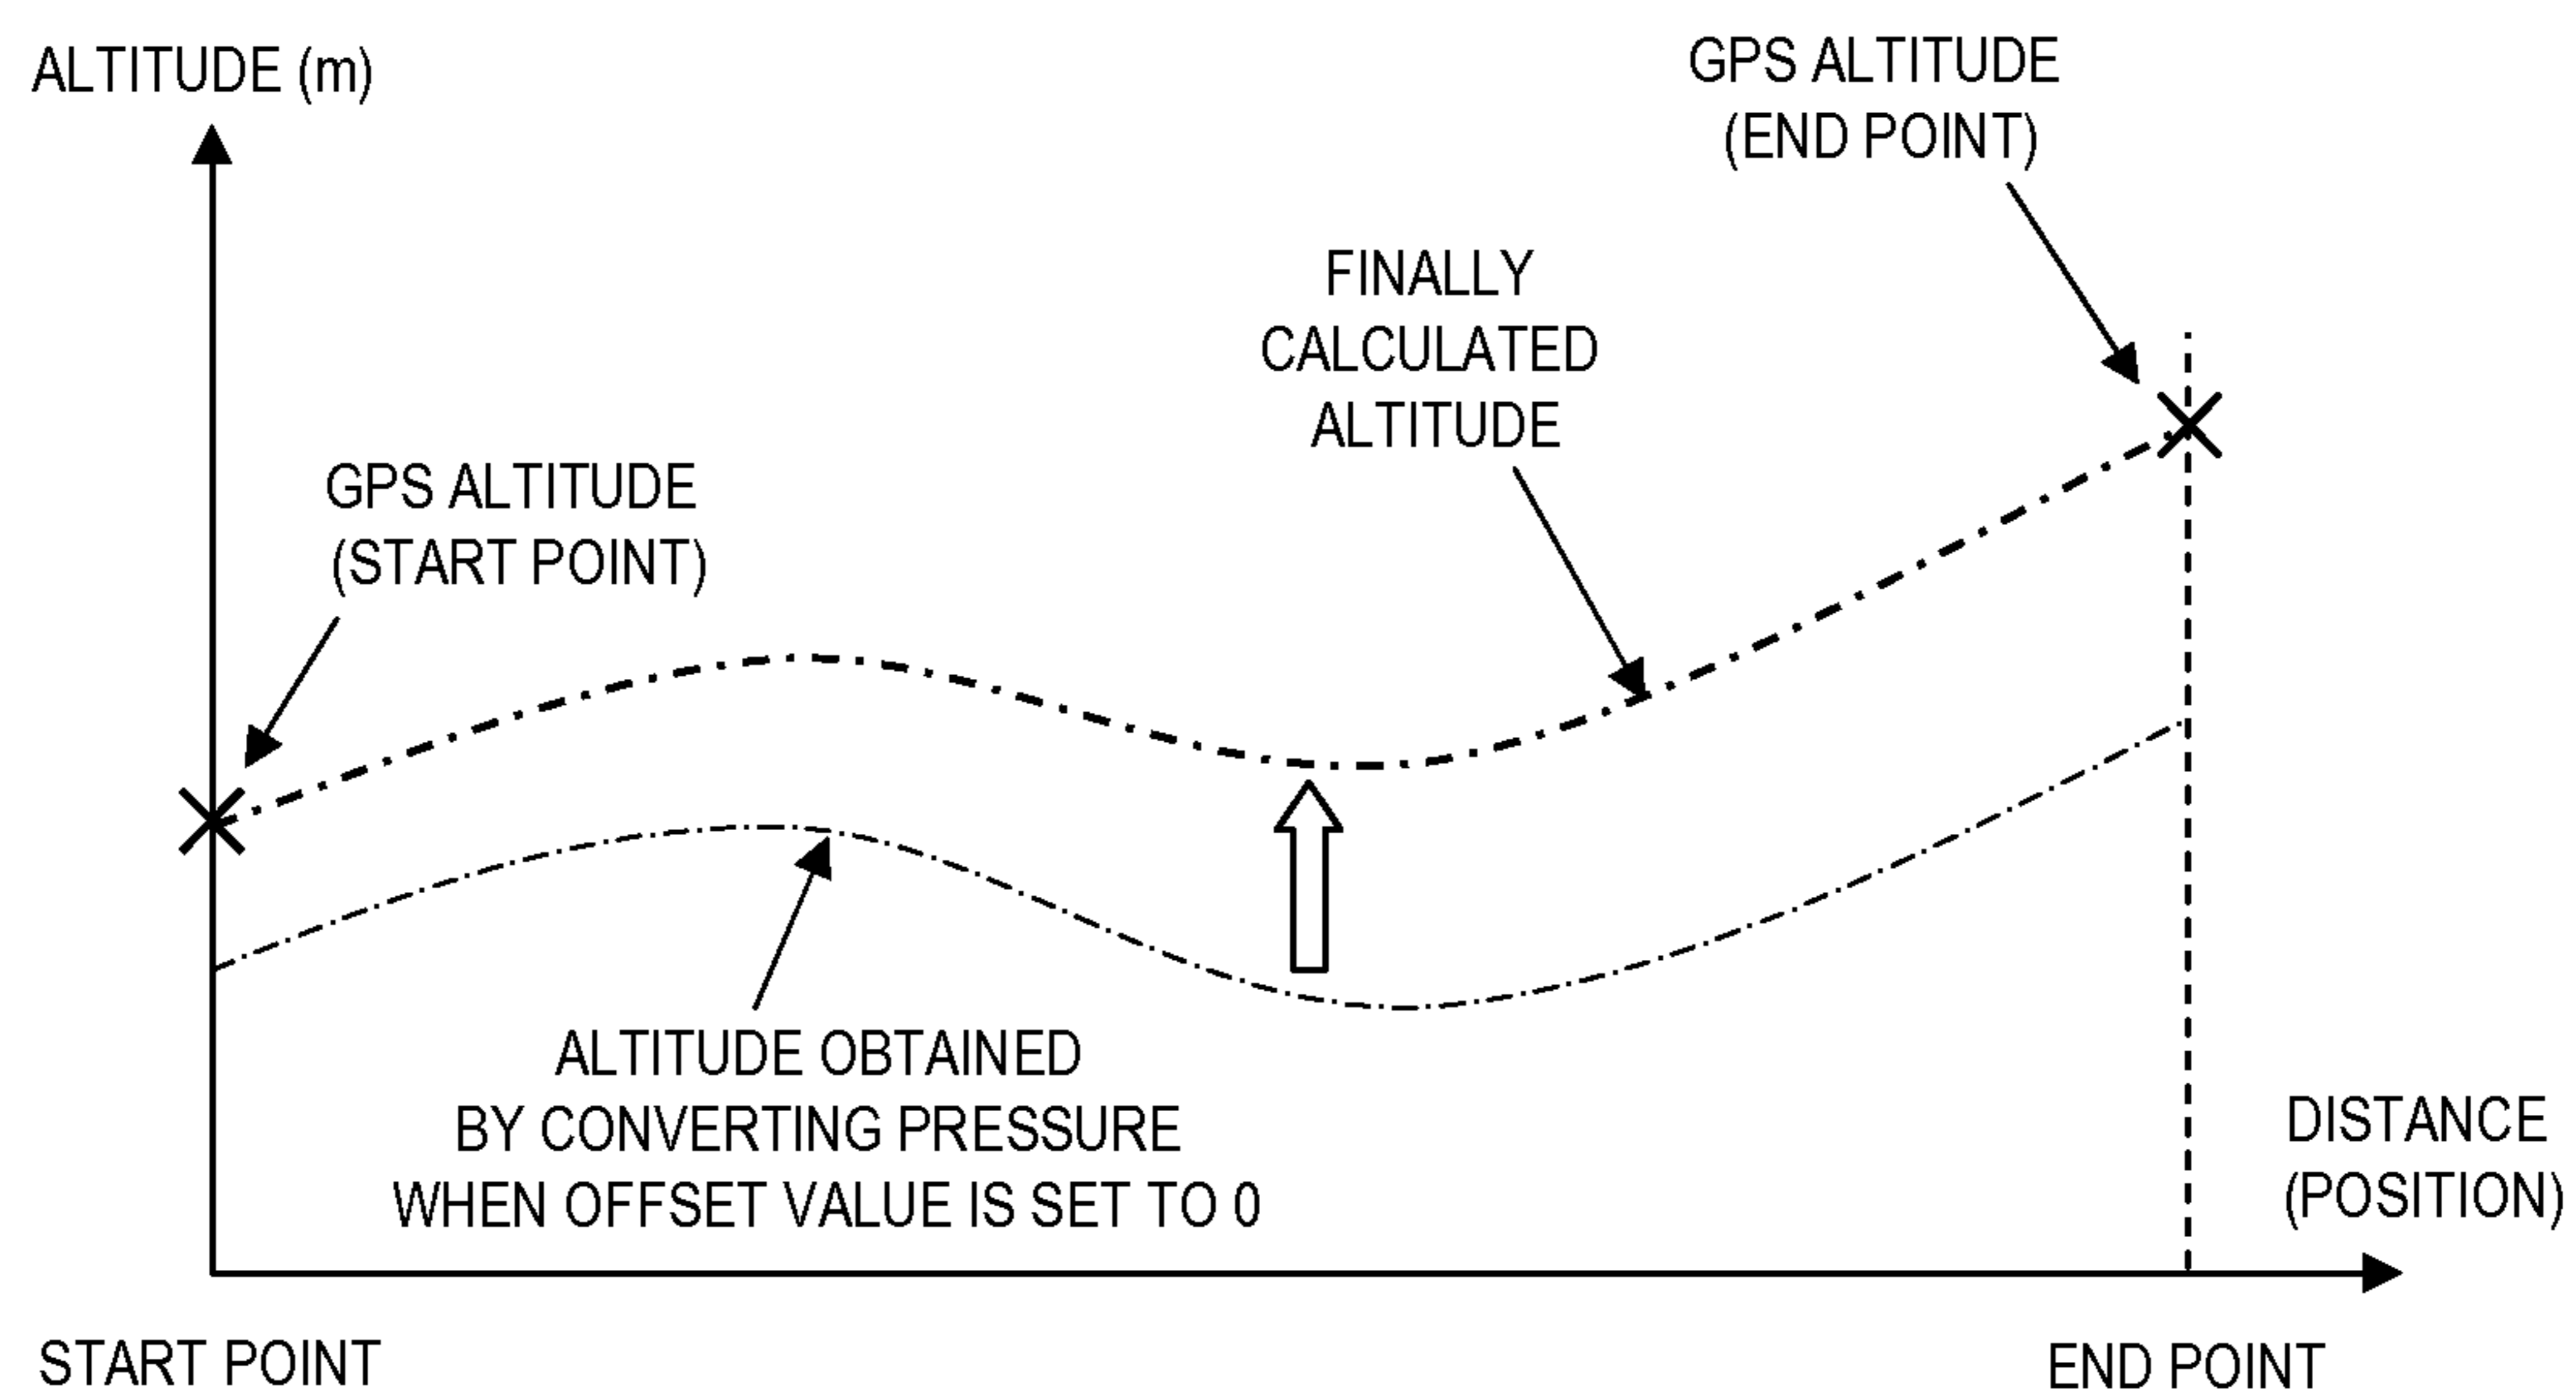 ALTITUDE (m)
GPS ALTITUDE
(END POINT)
FINALLY
CALCULATED
ALTITUDE
GPS ALTITUDE
(START POINT)
ALTITUDE OBTAINED
BY CONVERTING PRESSURE
WHEN OFFSET VALUE IS SET TO 0
DISTANCE
(POSITION)
START POINT
END POINT